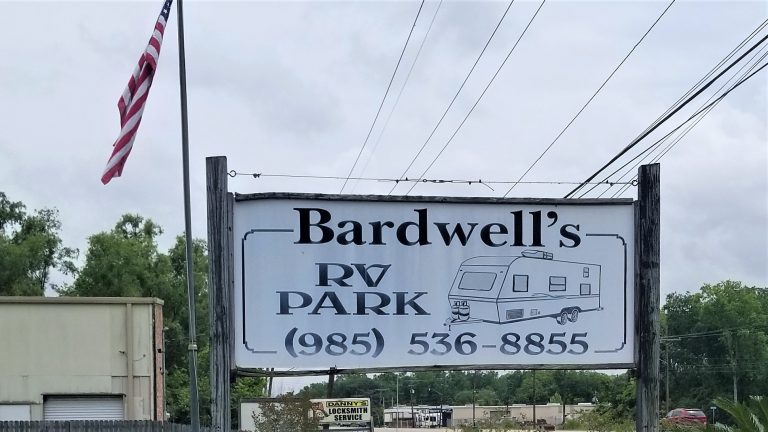 Bardwell's
RV
PARK
(985) 536-8855
DANNY'S
LOCKSMITH
SERVICE